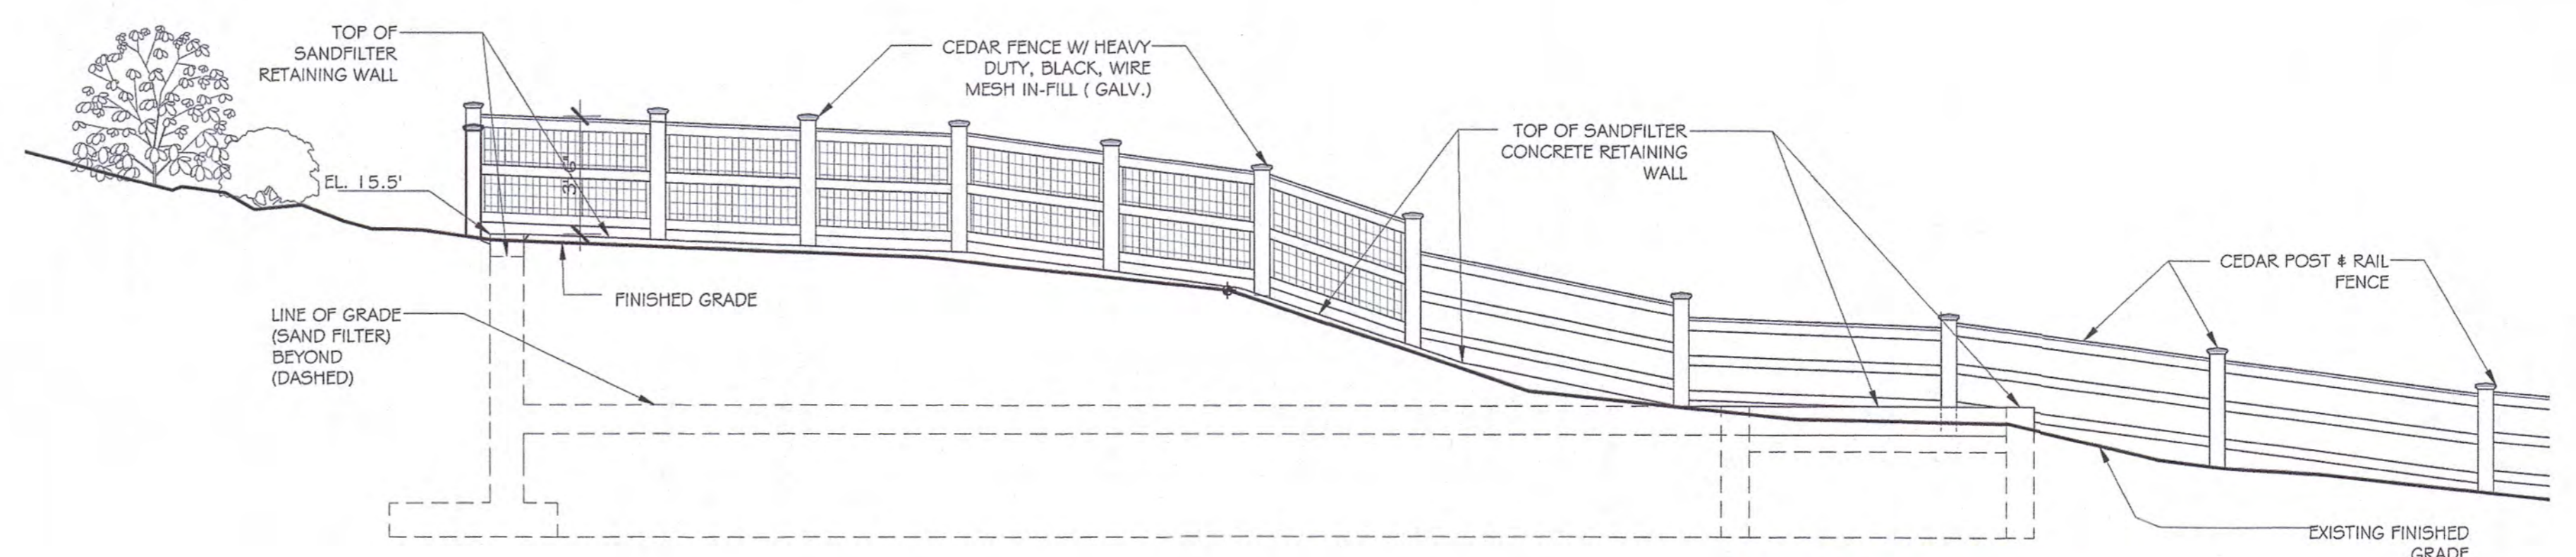 TOP OF
SANDFILTER
RETAINING WALL
CEDAR FENCE W/ HEAVY
DUTY, BLACK, WIRE
MESH IN-FILL ( GALV.)
TOP OF SANDFILTER
CONCRETE RETAINING
WALL
EL. 15.5'
3'-6"
CEDAR POST & RAIL
FENCE
FINISHED GRADE
LINE OF GRADE
(SAND FILTER)
BEYOND
(DASHED)
EXISTING FINISHED
GRADE